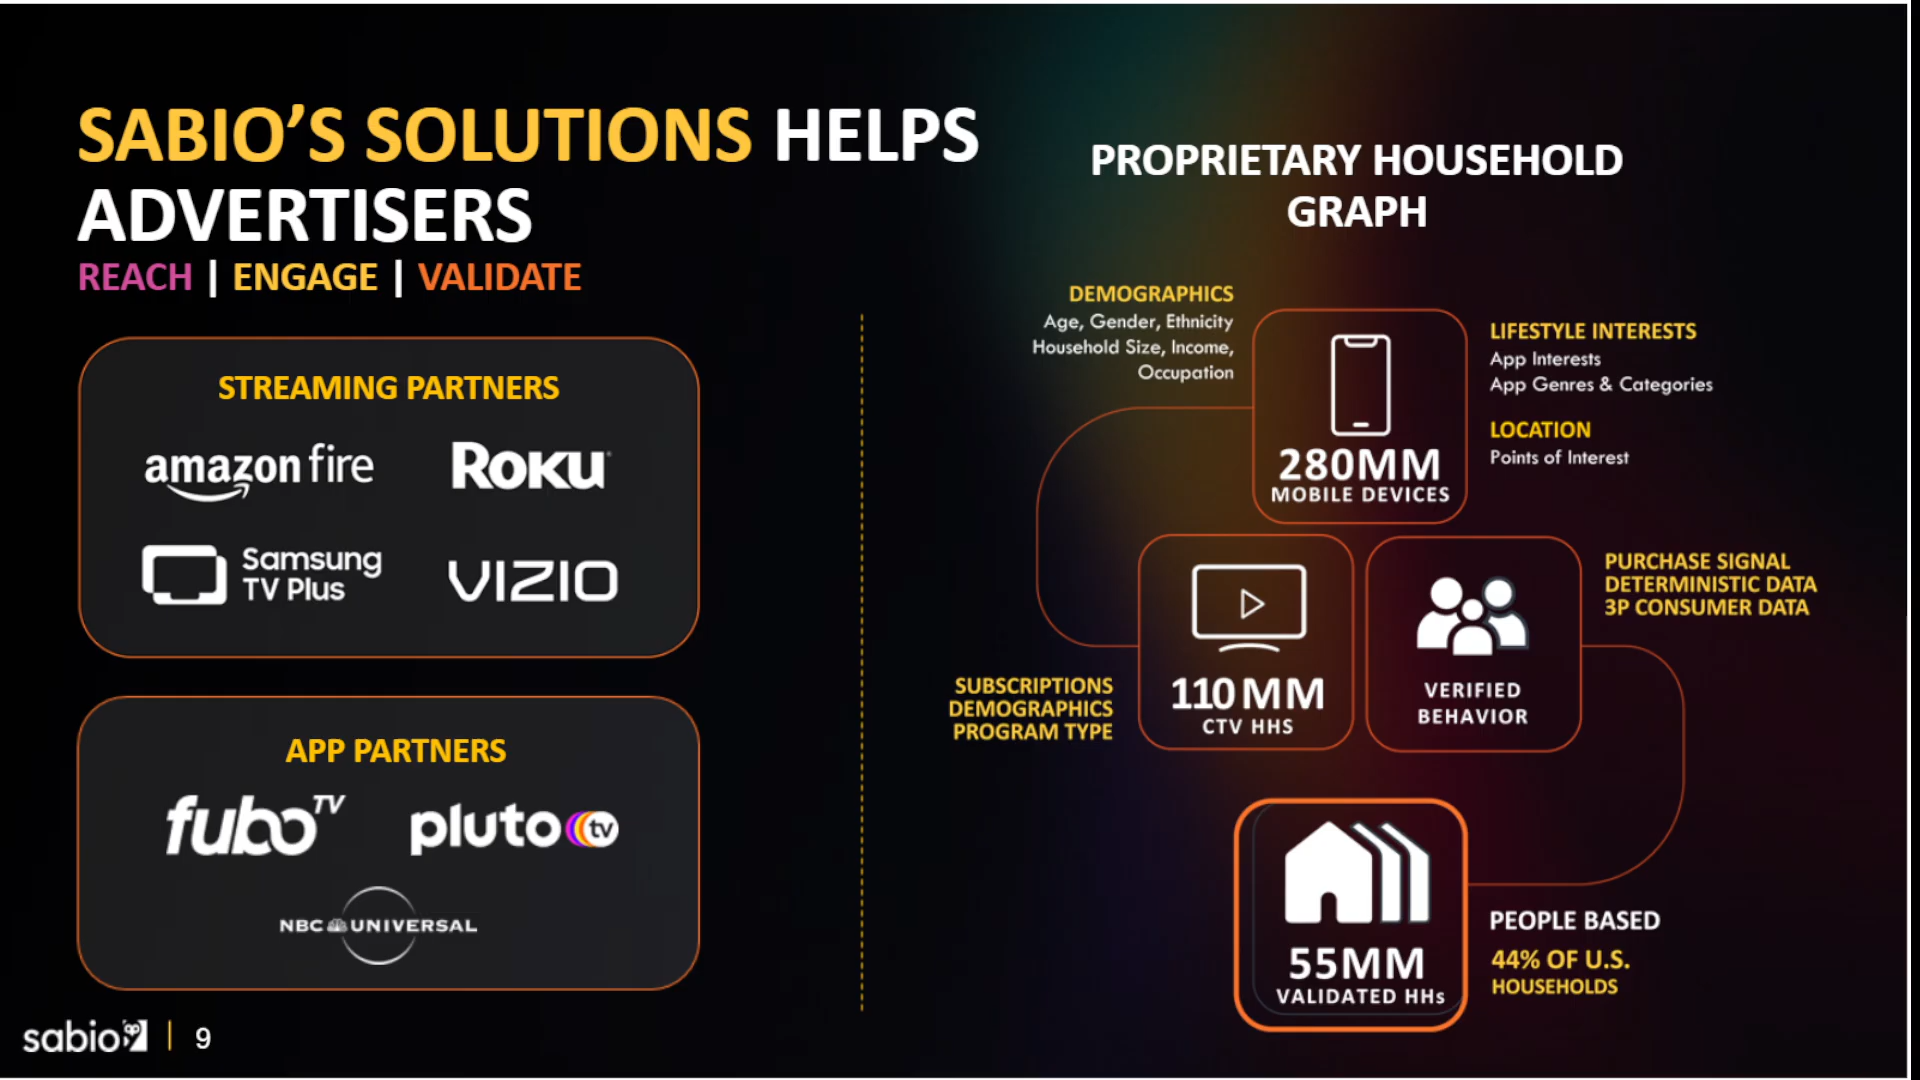 SABIO’S SOLUTIONS HELPS
ADVERTISERS
REACH | ENGAGE | VALIDATE
STREAMING PARTNERS
amazon fire
ROKU
Samsung
TV Plus
VIZIO
APP PARTNERS
fubo TV
pluto tv
NBC UNIVERSAL
PROPRIETARY HOUSEHOLD
GRAPH
DEMOGRAPHICS
Age, Gender, Ethnicity
Household Size, Income,
Occupation
280MM
MOBILE DEVICES
LIFESTYLE INTERESTS
App Interests
App Genres & Categories
LOCATION
Points of Interest
SUBSCRIPTIONS
DEMOGRAPHICS
PROGRAM TYPE
110MM
CTV HHS
VERIFIED
BEHAVIOR
PURCHASE SIGNAL
DETERMINISTIC DATA
3P CONSUMER DATA
55MM
VALIDATED HHs
PEOPLE BASED
44% OF U.S.
HOUSEHOLDS
sabio | 9